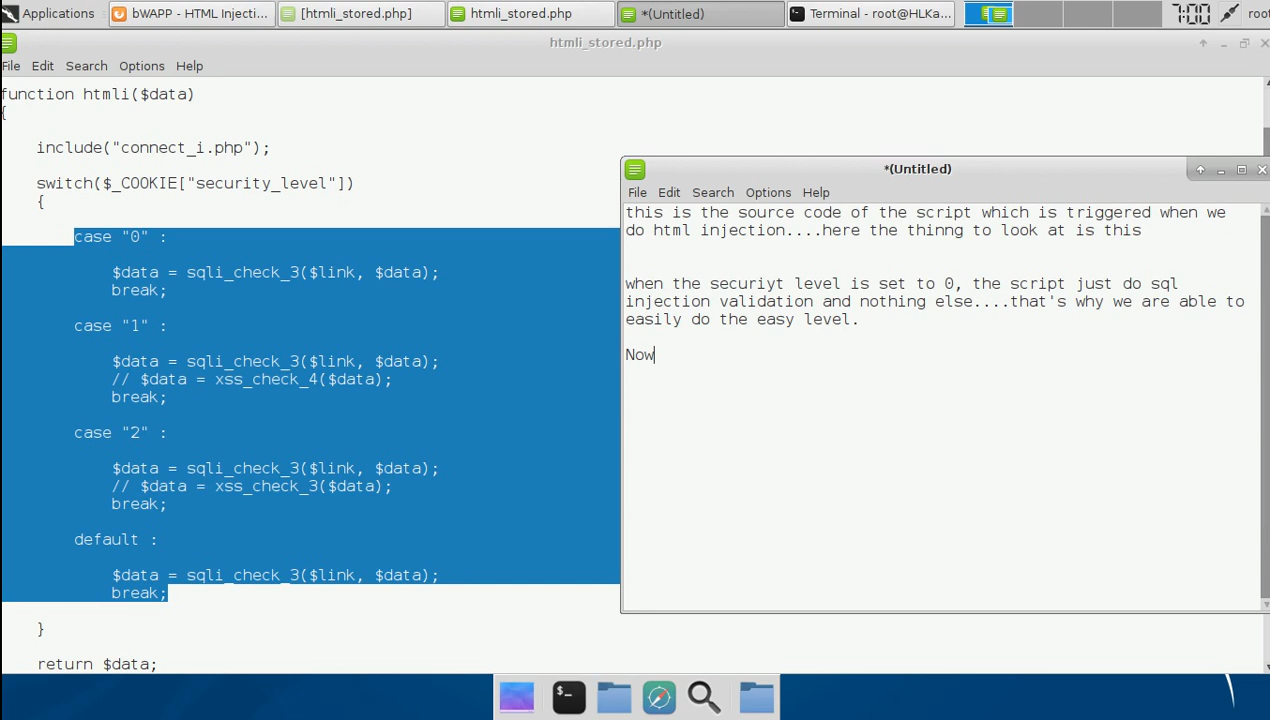 Applications
bWAPP - HTML Injecti...
[htmli_stored.php]
htmli_stored.php
*(Untitled)
Terminal - root@HLKa...
7:00
root
htmli_stored.php
File Edit Search Options Help
function htmli($data)
{
include("connect_i.php");
switch($_COOKIE["security_level"])
{
case "0" :
$data = sqli_check_3($link, $data);
break;
case "1" :
$data = sqli_check_3($link, $data);
// $data = xss_check_4($data);
break;
case "2" :
$data = sqli_check_3($link, $data);
// $data = xss_check_3($data);
break;
default :
$data = sqli_check_3($link, $data);
break;
}
return $data;
*(Untitled)
File Edit Search Options Help
this is the source code of the script which is triggered when we
do html injection....here the thinng to look at is this
when the securiyt level is set to 0, the script just do sql
injection validation and nothing else....that's why we are able to
easily do the easy level.
Now
$_